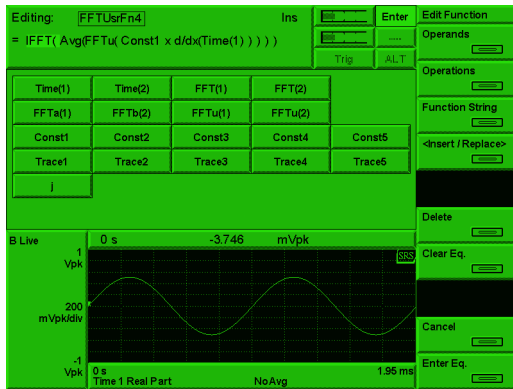 Editing: FFTUsrFn4 Ins Enter Edit Function
= IFFT( Avg(FFTu( Const1 x d/dx(Time(1) ) ) ) )
----
Trig ALT
Operands
Operations
Function String
<Insert / Replace>
Delete
Clear Eq.
Cancel
Enter Eq.
Time(1) Time(2) FFT(1) FFT(2)
FFTa(1) FFTb(2) FFTu(1) FFTu(2)
Const1 Const2 Const3 Const4 Const5
Trace1 Trace2 Trace3 Trace4 Trace5
j
B Live 0 s -3.746 mVpk
1
Vpk
SRS
200
mVpk/div
-1
Vpk
0 s 1.95 ms
Time 1 Real Part NoAvg